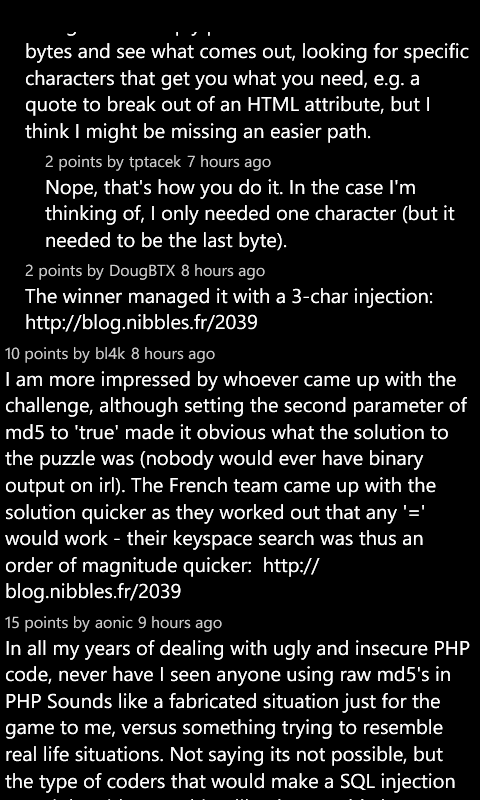 bytes and see what comes out, looking for specific
characters that get you what you need, e.g. a
quote to break out of an HTML attribute, but I
think I might be missing an easier path.
2 points by tptacek 7 hours ago
Nope, that's how you do it. In the case I'm
thinking of, I only needed one character (but it
needed to be the last byte).
2 points by DougBTX 8 hours ago
The winner managed it with a 3-char injection:
http://blog.nibbles.fr/2039
10 points by bl4k 8 hours ago
I am more impressed by whoever came up with the
challenge, although setting the second parameter of
md5 to 'true' made it obvious what the solution to
the puzzle was (nobody would ever have binary
output on irl). The French team came up with the
solution quicker as they worked out that any '='
would work - their keyspace search was thus an
order of magnitude quicker:  http://
blog.nibbles.fr/2039
15 points by aonic 9 hours ago
In all my years of dealing with ugly and insecure PHP
code, never have I seen anyone using raw md5's in
PHP Sounds like a fabricated situation just for the
game to me, versus something trying to resemble
real life situations. Not saying its not possible, but
the type of coders that would make a SQL injection